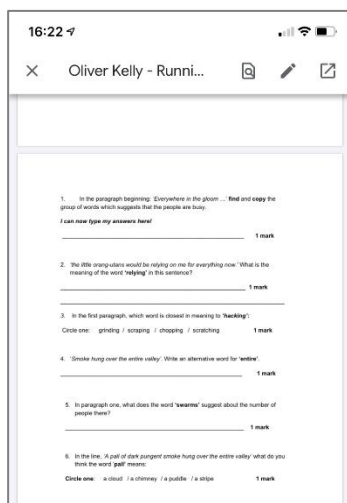 16:22
Oliver Kelly - Runni...
1. In the paragraph beginning: 'Everywhere in the gloom ...' find and copy the
group of words which suggests that the people are busy.
I can now type my answers here!
1 mark
2. 'the little orang-utans would be relying on me for everything now.' What is the
meaning of the word 'relying' in this sentence?
1 mark
3. In the first paragraph, which word is closest in meaning to 'hacking':
Circle one: grinding / scraping / chopping / scratching 1 mark
4. 'Smoke hung over the entire valley'. Write an alternative word for 'entire'.
1 mark
5. In paragraph one, what does the word 'swarms' suggest about the number of
people there?
1 mark
6. In the line, 'A pall of dark pungent smoke hung over the entire valley' what do you
think the word 'pall' means:
Circle one: a cloud / a chimney / a puddle / a stripe 1 mark